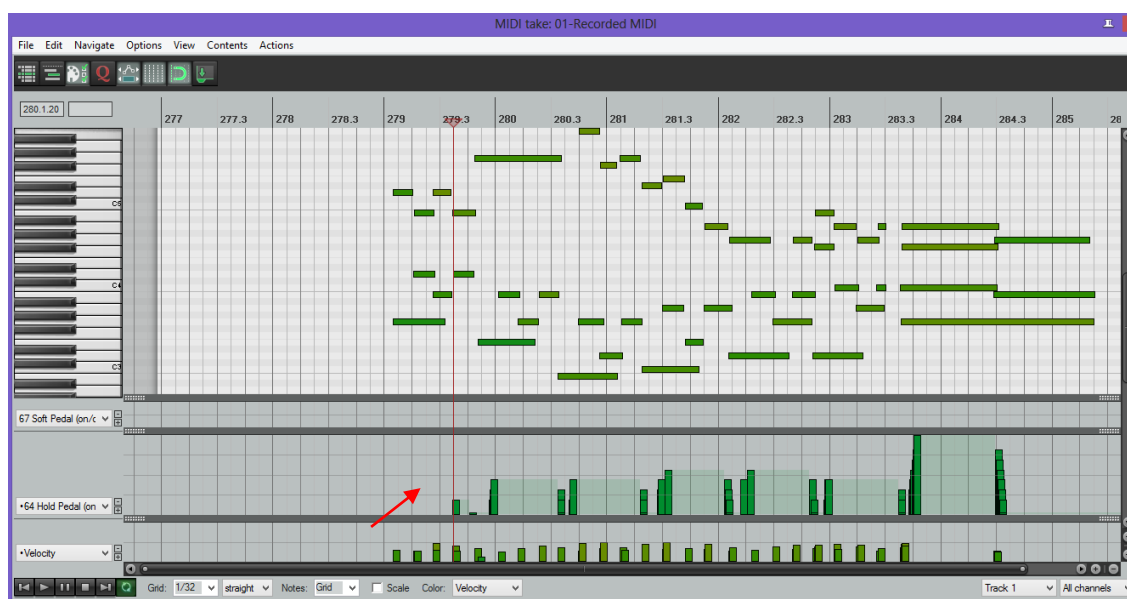 MIDI take: 01-Recorded MIDI
File Edit Navigate Options View Contents Actions
Q
280.1.20
277 277.3 278 278.3 279 279.3 280 280.3 281 281.3 282 282.3 283 283.3 284 284.3 285 28
C5
C4
C3
67 Soft Pedal (on/c
•64 Hold Pedal (on
•Velocity
Grid: 1/32 straight Notes: Grid Scale Color: Velocity Track 1 All channels